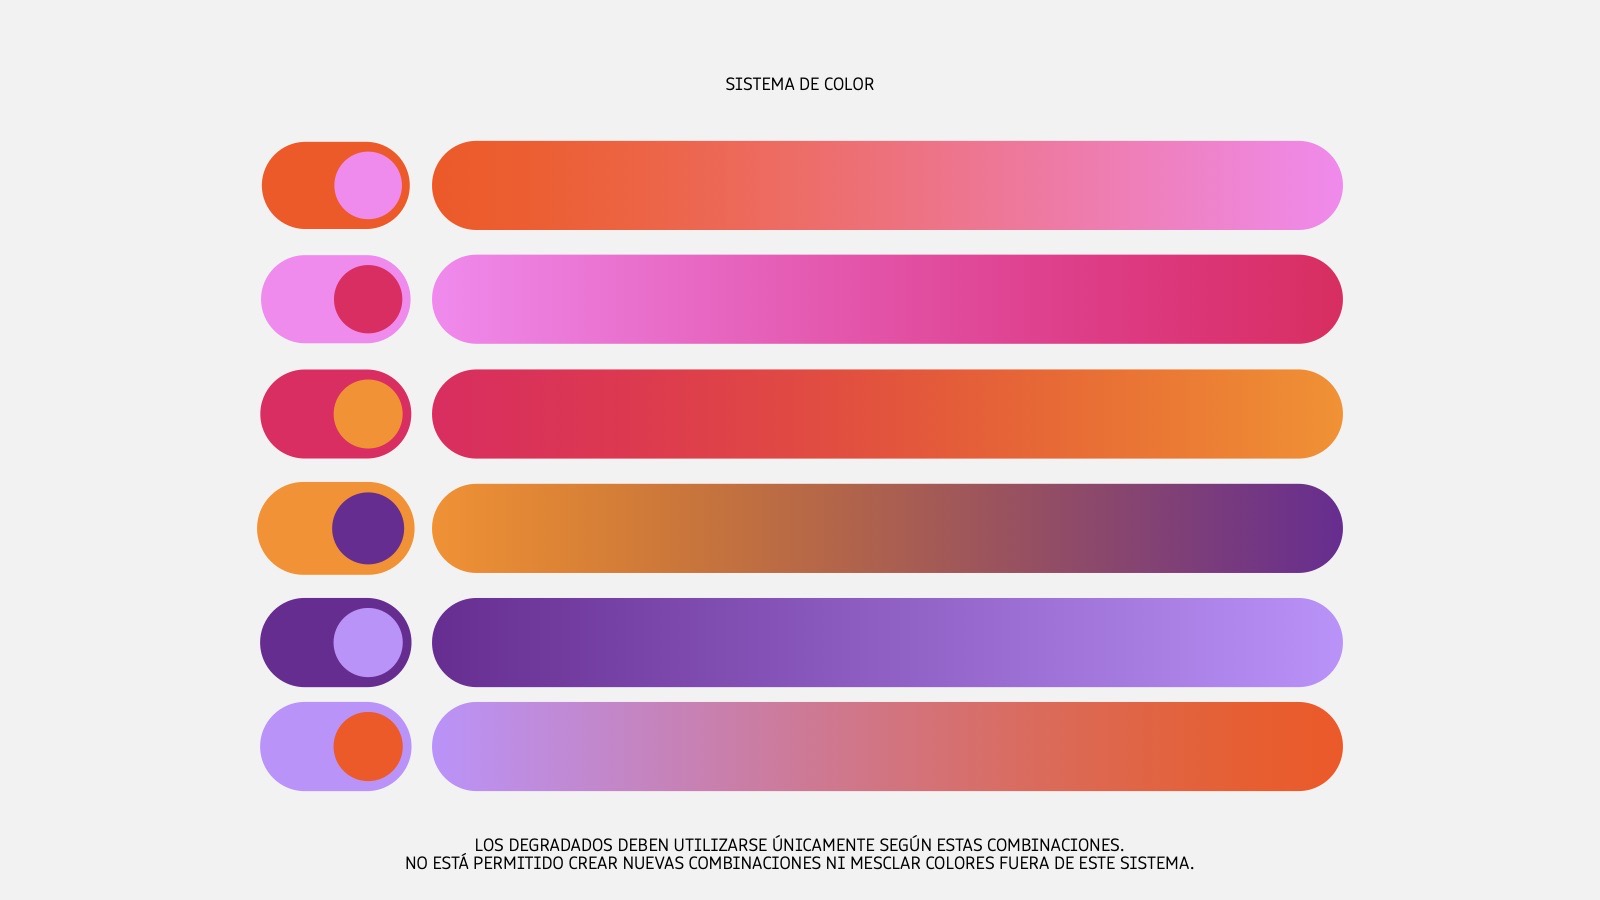 SISTEMA DE COLOR
LOS DEGRADADOS DEBEN UTILIZARSE ÚNICAMENTE SEGÚN ESTAS COMBINACIONES.
NO ESTÁ PERMITIDO CREAR NUEVAS COMBINACIONES NI MESCLAR COLORES FUERA DE ESTE SISTEMA.